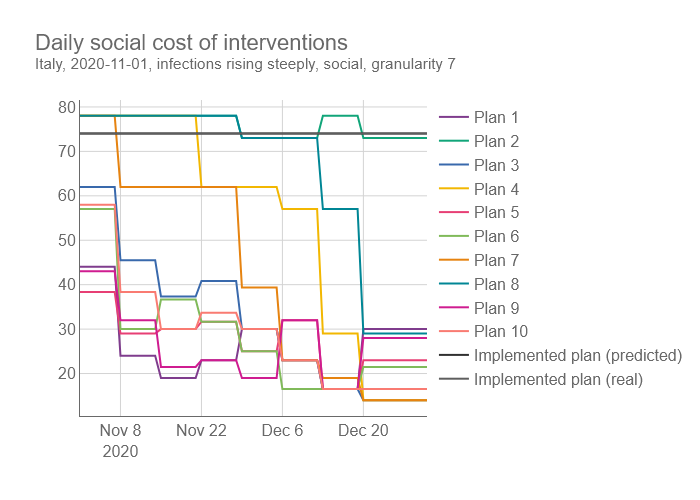 Daily social cost of interventions
Italy, 2020-11-01, infections rising steeply, social, granularity 7
80
70
60
50
40
30
20
Nov 8
2020
Nov 22
Dec 6
Dec 20
Plan 1
Plan 2
Plan 3
Plan 4
Plan 5
Plan 6
Plan 7
Plan 8
Plan 9
Plan 10
Implemented plan (predicted)
Implemented plan (real)